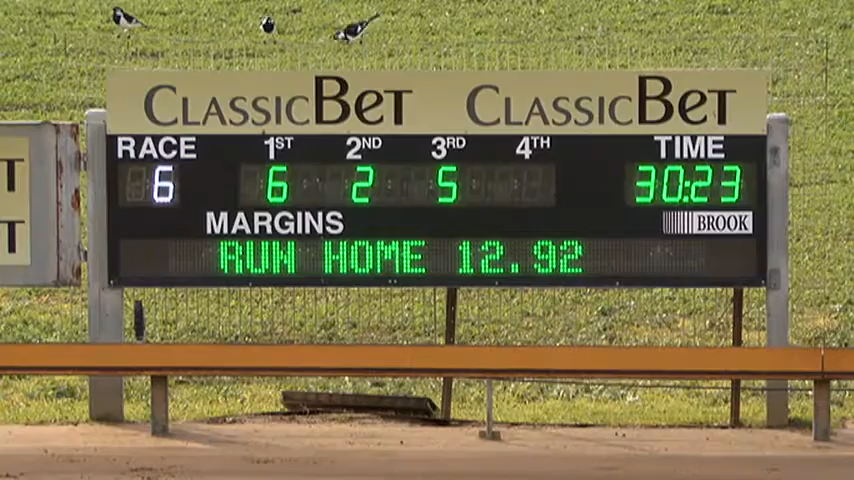 CLASSICBET CLASSICBET
RACE 1ST 2ND 3RD 4TH TIME
6 6 2 5 30:23
MARGINS BROOK
RUN HOME 12.92
T
T